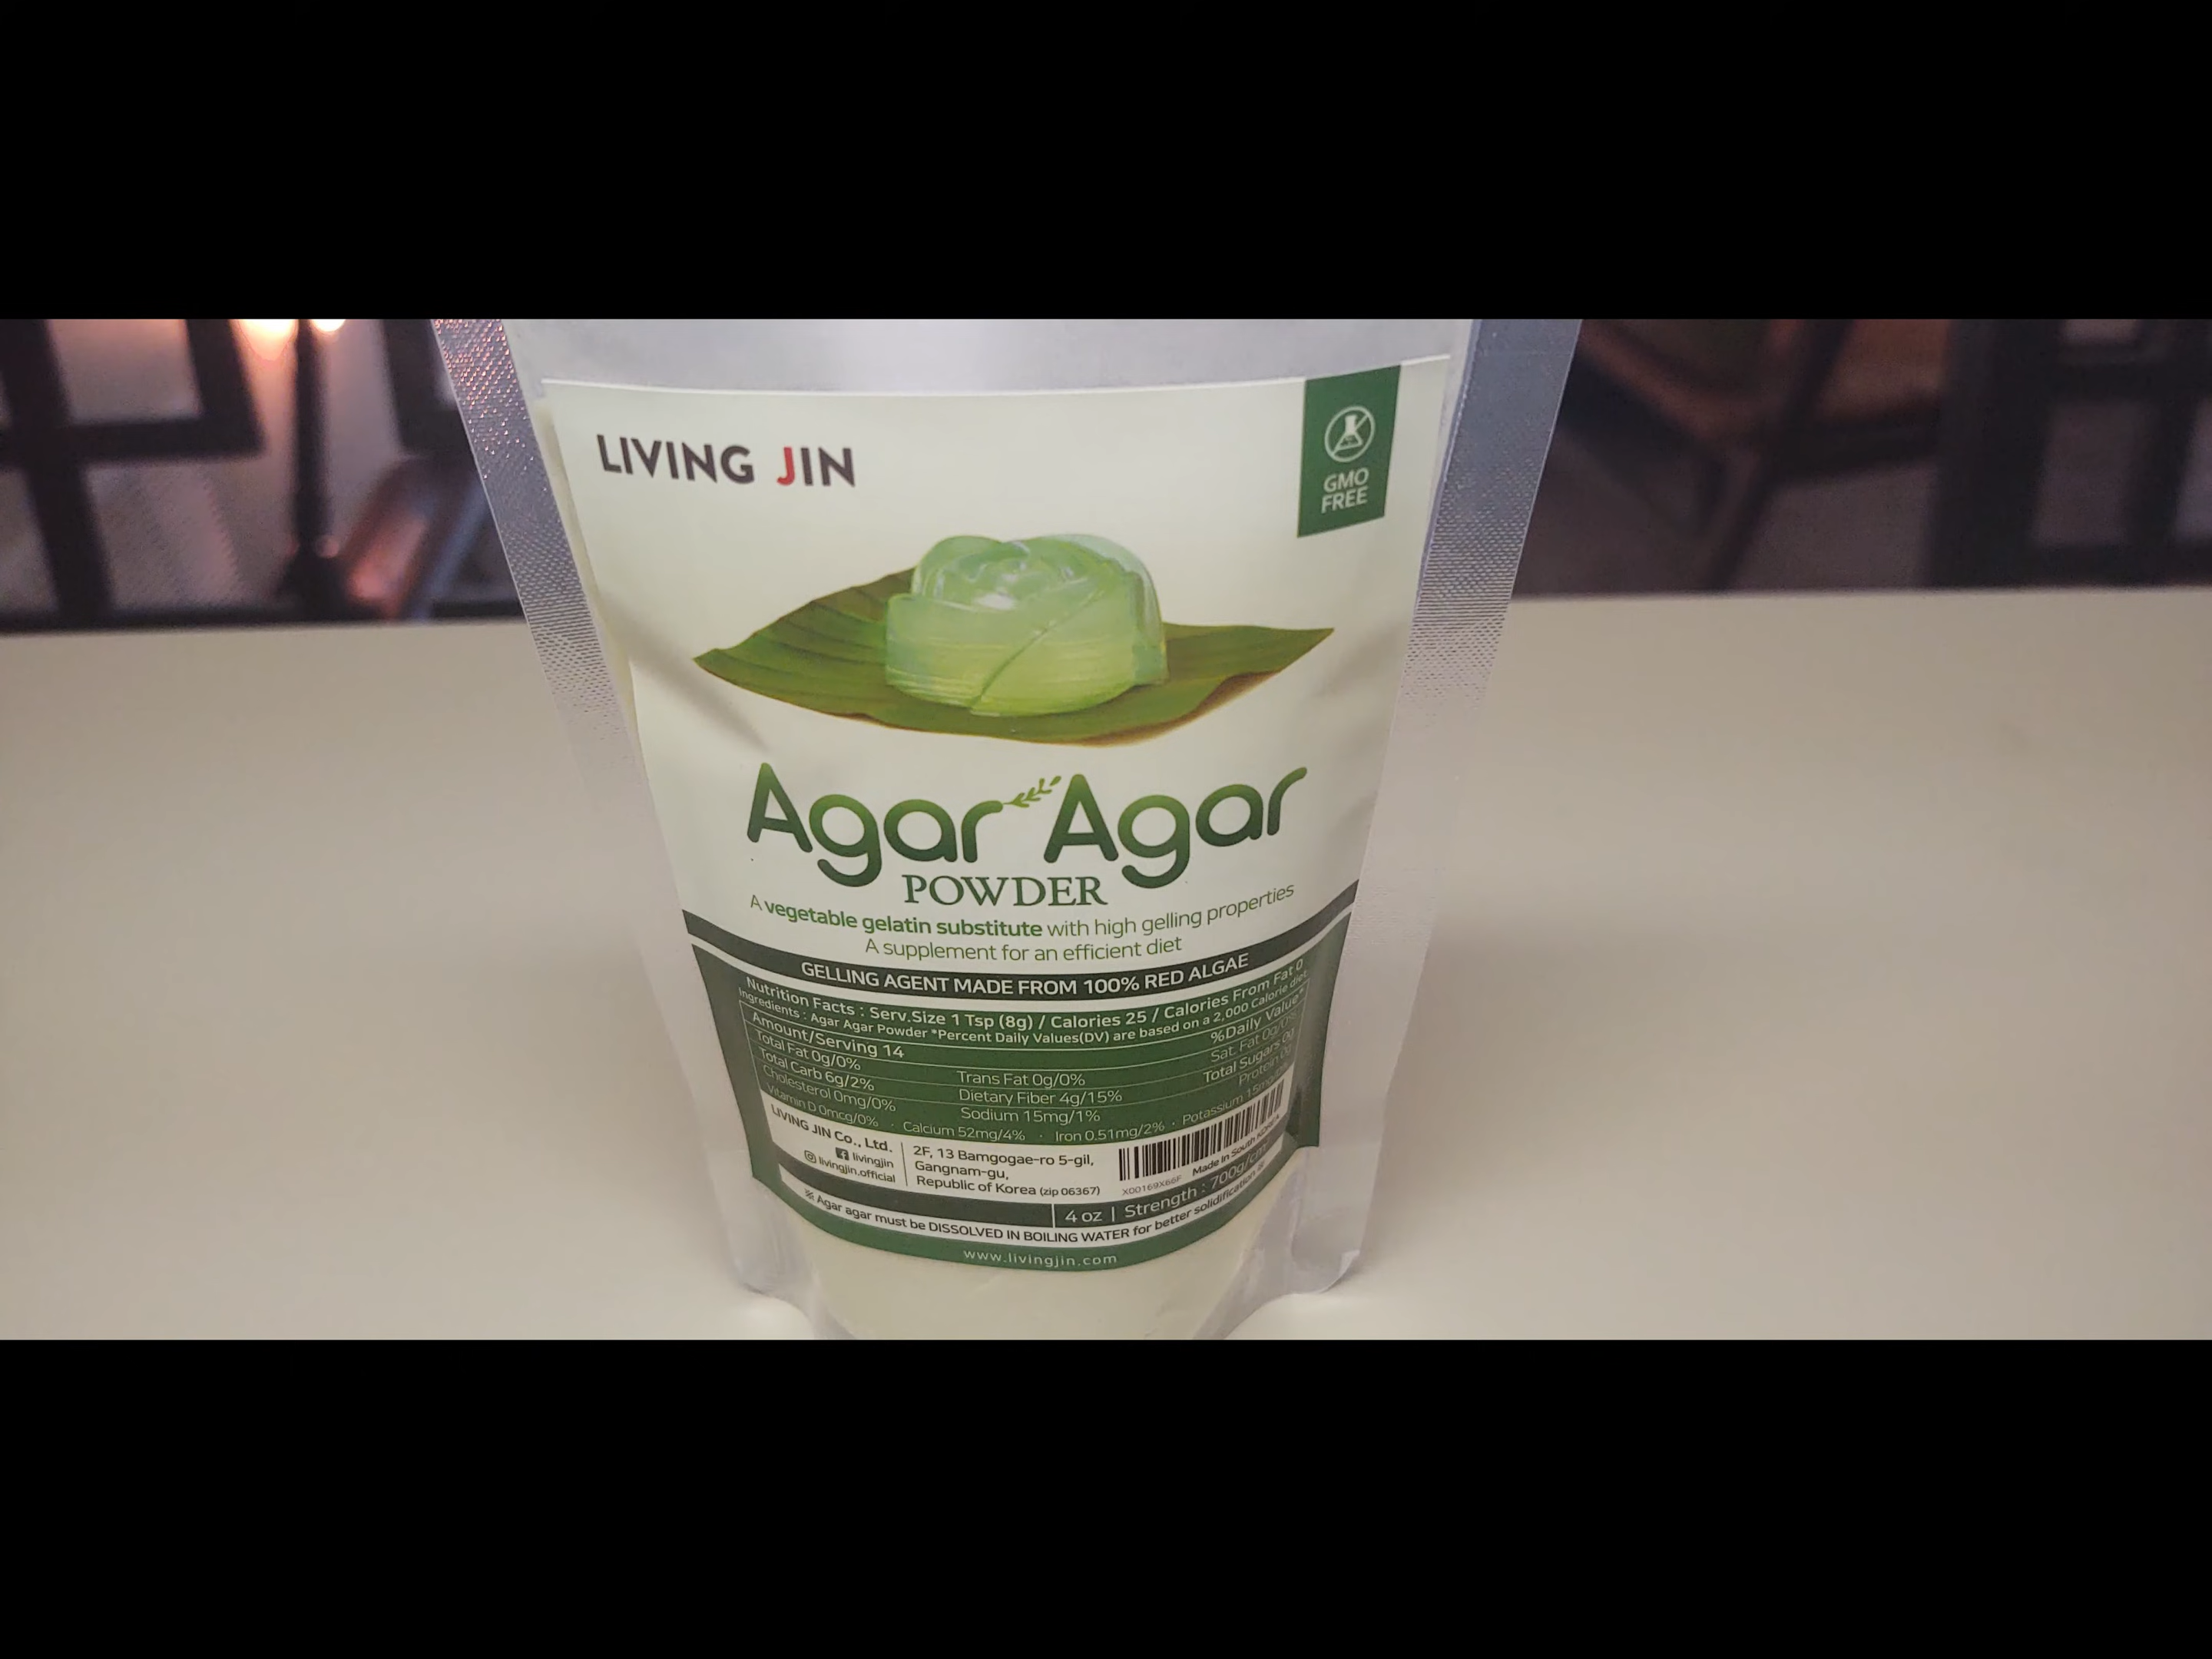 LIVING JIN
GMO
FREE
Agar Agar
POWDER
A vegetable gelatin substitute with high gelling properties
A supplement for an efficient diet
GELLING AGENT MADE FROM 100% RED ALGAE
Nutrition Facts : Serv.Size 1 Tsp (8g) / Calories 25 / Calories From Fat 0
Ingredients : Agar Agar Powder *Percent Daily Values(DV) are based on a 2,000 Calorie diet
Amount/Serving 14 %Daily Value*
Total Fat 0g/0% Trans Fat 0g/0% Sat. Fat 0g/0%
Total Carb 6g/2% Dietary Fiber 4g/15% Total Sugars 0g
Cholesterol 0mg/0% Sodium 15mg/1% Protein 0g
Vitamin D 0mcg/0% · Calcium 52mg/4% · Iron 0.51mg/2% · Potassium 15mg
LIVING JIN Co., Ltd.
livingjin
livingjin.official
2F, 13 Bamgogae-ro 5-gil,
Gangnam-gu,
Republic of Korea (zip 06367)
X00169X66F
Made in South KOREA
4 oz | Strength : 700g/cm
※ Agar agar must be DISSOLVED IN BOILING WATER for better solidification.
www.livingjin.com